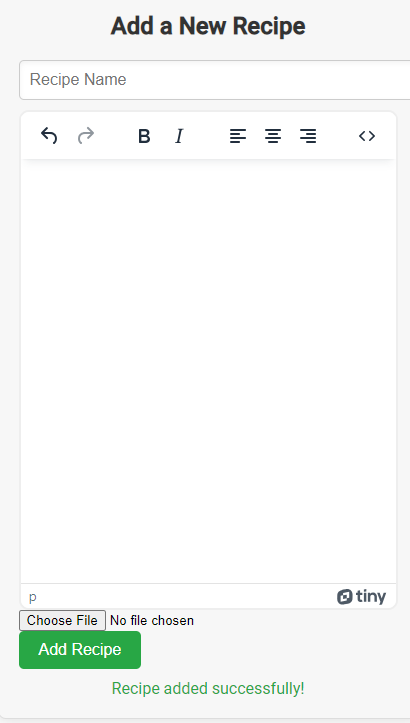 Add a New Recipe
Recipe Name
B I
p tiny
Choose File No file chosen
Add Recipe
Recipe added successfully!